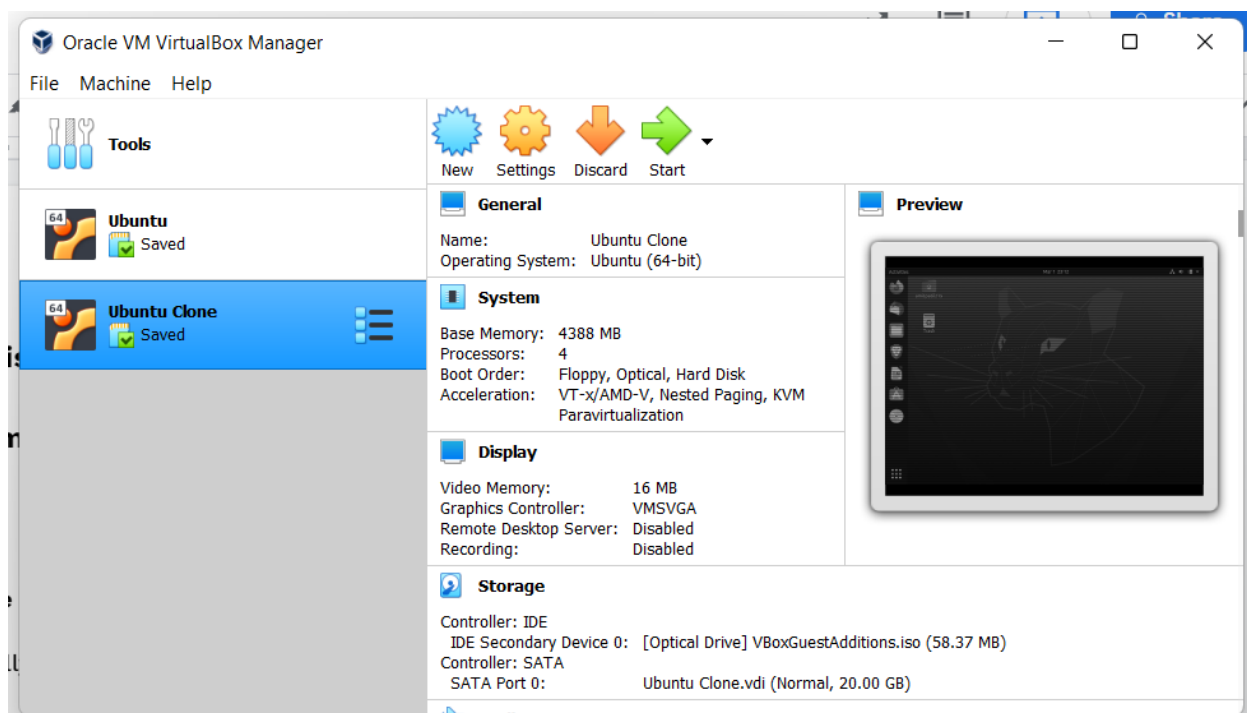 Oracle VM VirtualBox Manager
File Machine Help
Tools
64
Ubuntu
Saved
64
Ubuntu Clone
Saved
New Settings Discard Start
General
Name: Ubuntu Clone
Operating System: Ubuntu (64-bit)
System
Base Memory: 4388 MB
Processors: 4
Boot Order: Floppy, Optical, Hard Disk
Acceleration: VT-x/AMD-V, Nested Paging, KVM
Paravirtualization
Display
Video Memory: 16 MB
Graphics Controller: VMSVGA
Remote Desktop Server: Disabled
Recording: Disabled
Preview
Storage
Controller: IDE
IDE Secondary Device 0: [Optical Drive] VBoxGuestAdditions.iso (58.37 MB)
Controller: SATA
SATA Port 0: Ubuntu Clone.vdi (Normal, 20.00 GB)